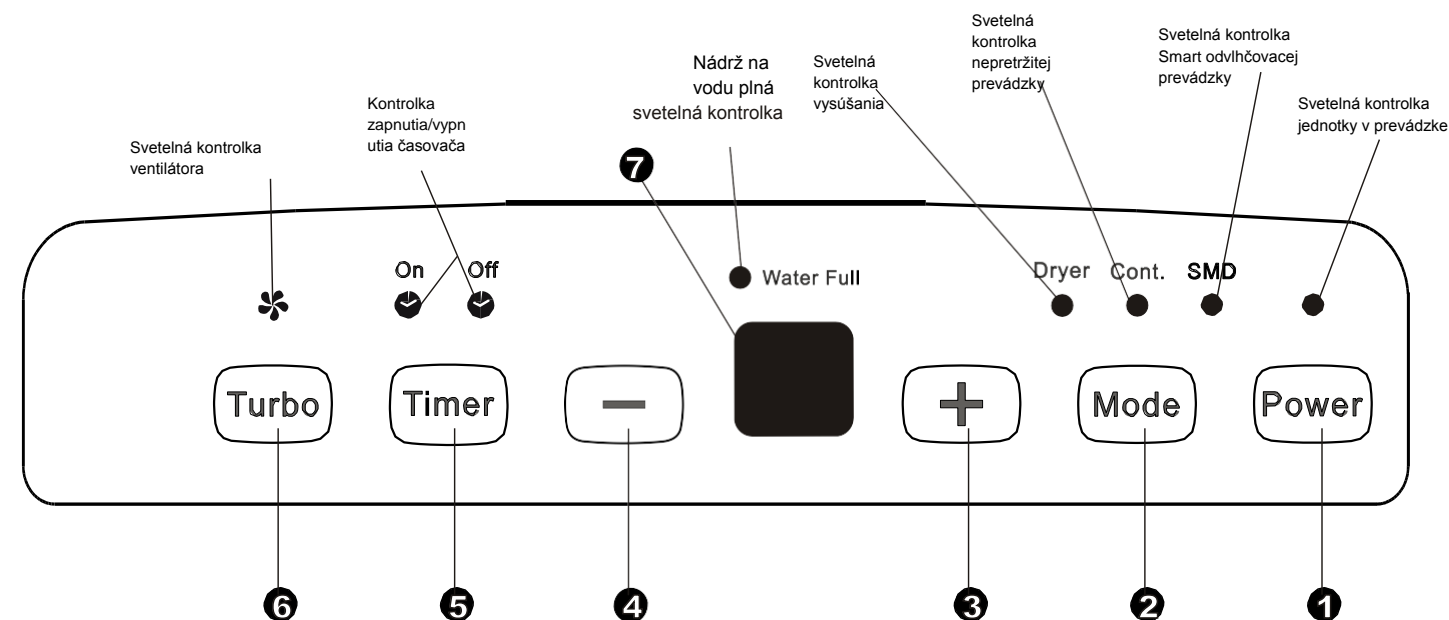 Svetelná kontrolka
ventilátora
Kontrolka
zapnutia/vypn
utia časovača
Nádrž na
vodu plná
svetelná kontrolka
Svetelná
kontrolka
vysúšania
Svetelná
kontrolka
nepretržitej
prevádzky
Svetelná kontrolka
Smart odvlhčovacej
prevádzky
Svetelná kontrolka
jednotky v prevádzke
7
On
Off
Water Full
Dryer
Cont.
SMD
Turbo
Timer
−
+
Mode
Power
6
5
4
3
2
1